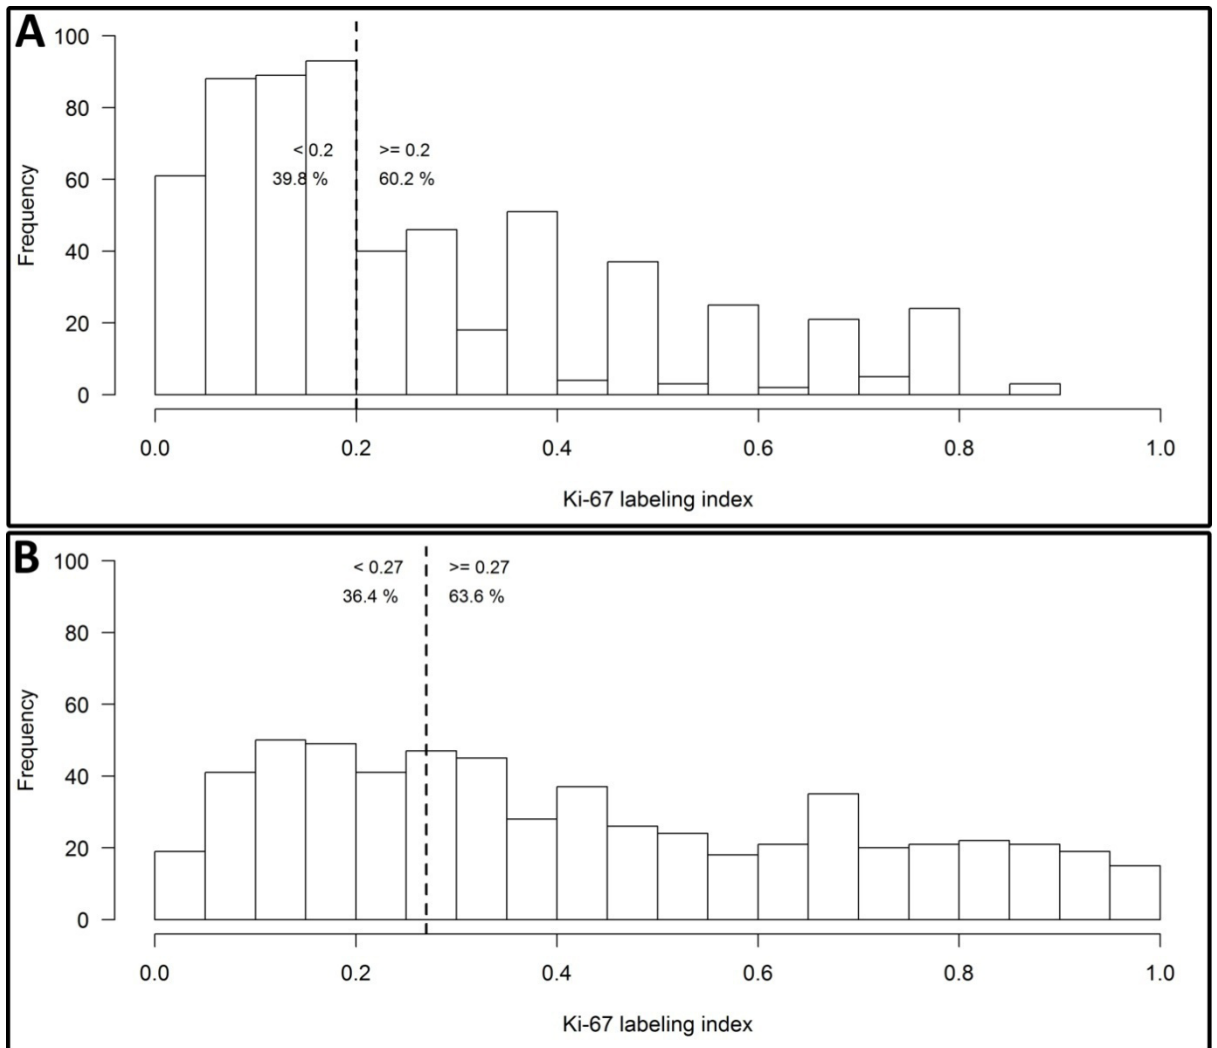 A
100
80
60
40
20
0
Frequency
< 0.2 >= 0.2
39.8 % 60.2 %
0.0 0.2 0.4 0.6 0.8 1.0
Ki-67 labeling index
B
100
80
60
40
20
0
Frequency
< 0.27 >= 0.27
36.4 % 63.6 %
0.0 0.2 0.4 0.6 0.8 1.0
Ki-67 labeling index